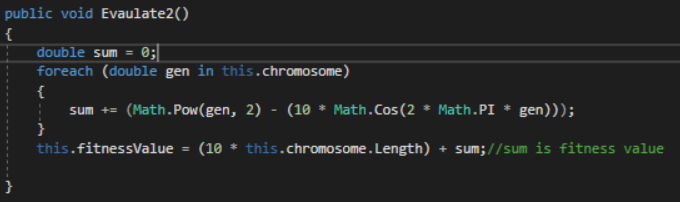 public void Evaulate2()
{
double sum = 0;
foreach (double gen in this.chromosome)
{
sum += (Math.Pow(gen, 2) - (10 * Math.Cos(2 * Math.PI * gen)));
}
this.fitnessValue = (10 * this.chromosome.Length) + sum;//sum is fitness value
}